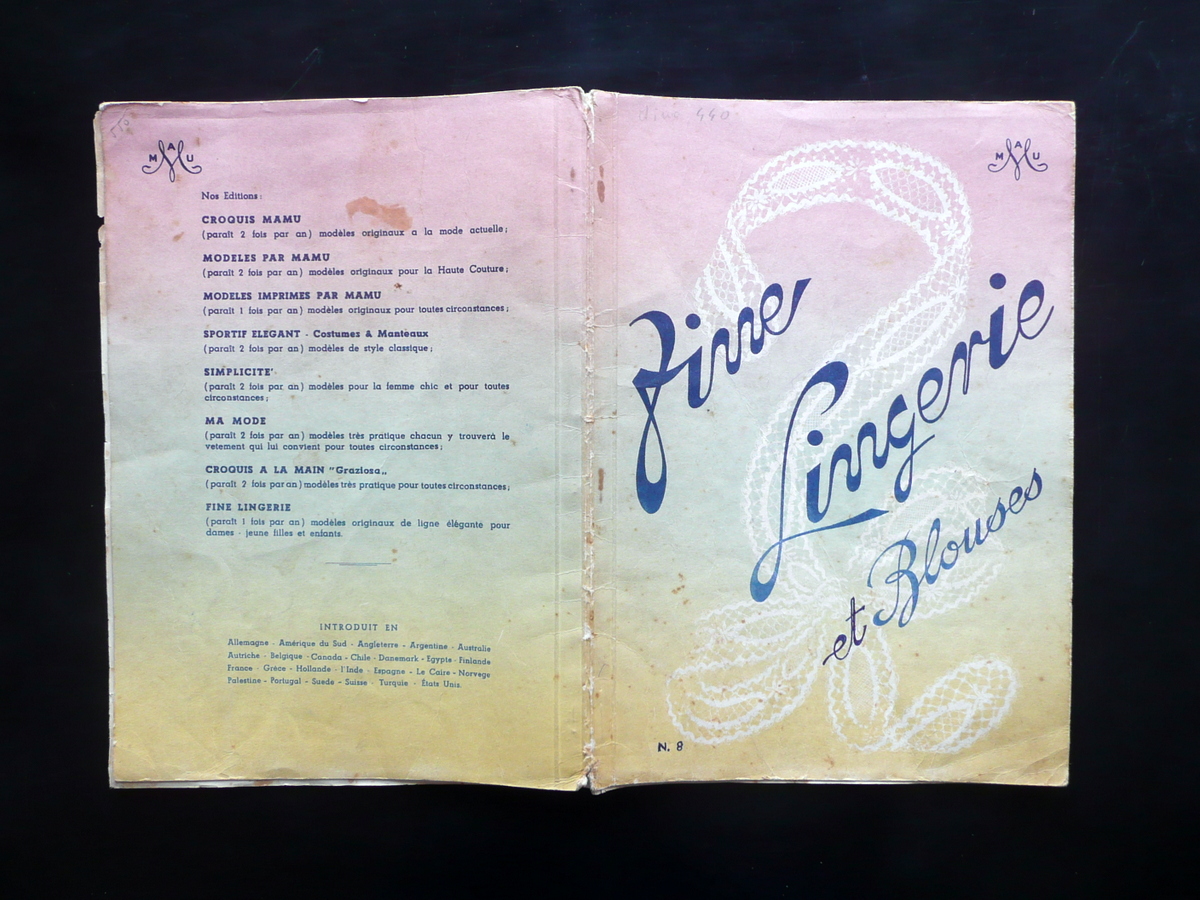 MAMU
Nos Editions:
CROQUIS MAMU
(paraît 2 fois par an) modèles originaux a la mode actuelle;
MODELES PAR MAMU
(paraît 2 fois par an) modèles originaux pour la Haute Couture;
MODELES IMPRIMES PAR MAMU
(paraît 1 fois par an) modèles originaux pour toutes circonstances;
SPORTIF ELEGANT - Costumes & Manteaux
(paraît 2 fois par an) modèles de style classique;
SIMPLICITE'
(paraît 2 fois par an) modèles pour la femme chic et pour toutes
circonstances;
MA MODE
(paraît 2 fois par an) modèles très pratique chacun y trouverà le
vetement qui lui convient pour toutes circonstances;
CROQUIS A LA MAIN "Graziosa„
(paraît 2 fois par an) modèles très pratique pour toutes circonstances;
FINE LINGERIE
(paraît 1 fois par an) modèles originaux de ligne élégante pour
dames - jeune filles et enfants.
INTRODUIT EN
Allemagne - Amérique du Sud - Angleterre - Argentine - Australie
Autriche - Belgique - Canada - Chile - Danemark - Egypte - Finlande
France - Grèce - Hollande - l'Inde - Espagne - Le Caire - Norvege
Palestine - Portugal - Suede - Suisse - Turquie - États Unis.
440
MAMU
Fine
Lingerie
et Blouses
N. 8